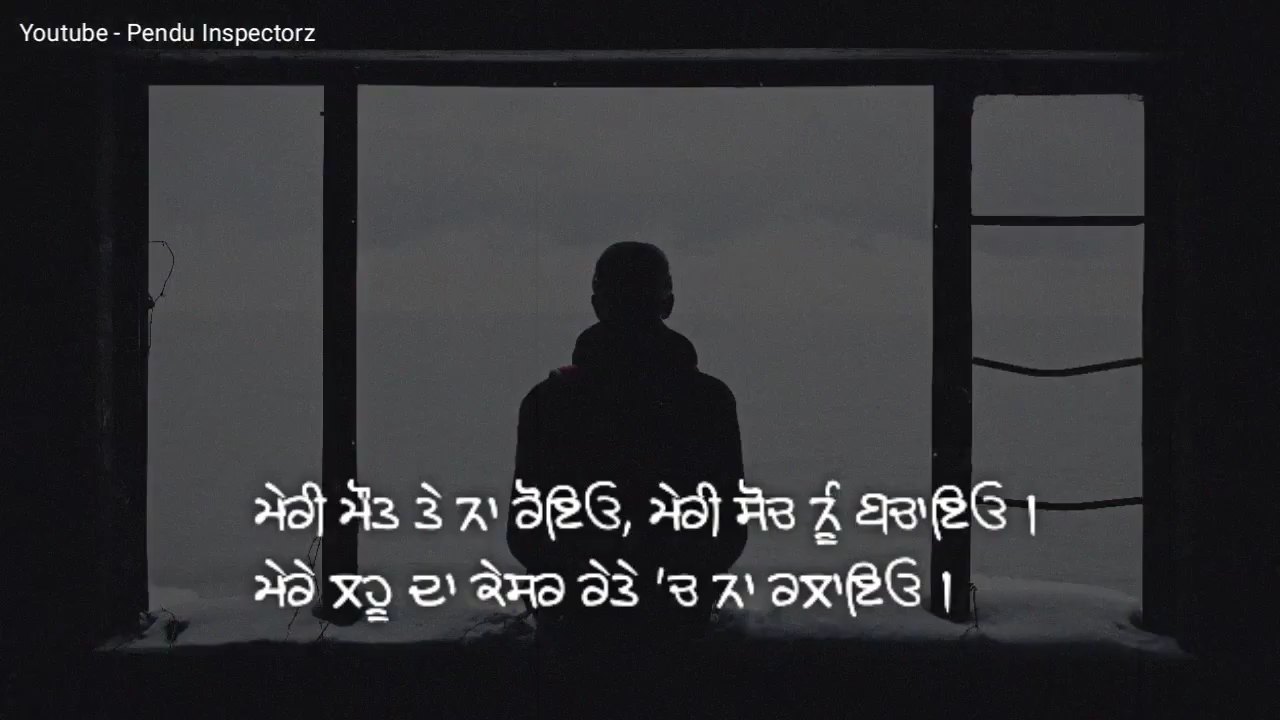 Youtube - Pendu Inspectorz
ਮੇਰੀ ਮੌਤ ਤੇ ਨਾ ਰੋਇਓ, ਮੇਰੀ ਸੋਚ ਨੂੰ ਬਚਾਇਓ ।
ਮੇਰੇ ਲਹੂ ਦਾ ਕੇਸਰ ਰੇਤੇ 'ਚ ਨਾ ਰਲਾਇਓ ।